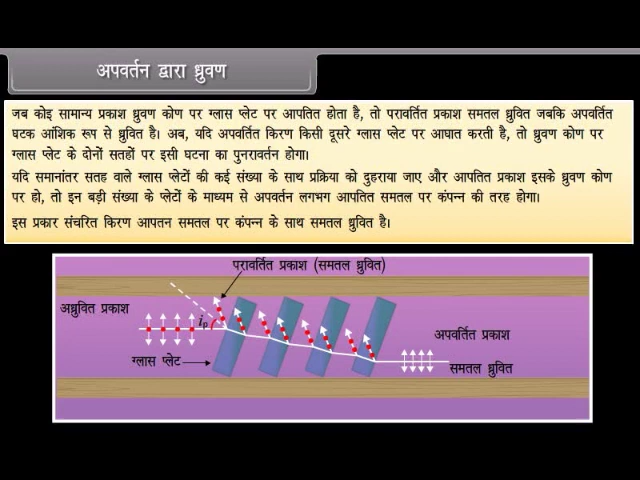 अपवर्तन द्वारा ध्रुवण
जब कोइ सामान्य प्रकाश ध्रुवण कोण पर ग्लास प्लेट पर आपतित होता है, तो परावर्तित प्रकाश समतल ध्रुवित जबकि अपवर्तित
घटक आंशिक रूप से ध्रुवित है। अब, यदि अपवर्तित किरण किसी दूसरे ग्लास प्लेट पर आघात करती है, तो ध्रुवण कोण पर
ग्लास प्लेट के दोनों सतहों पर इसी घटना का पुनरावर्तन होगा।
यदि समानांतर सतह वाले ग्लास प्लेटों की कई संख्या के साथ प्रक्रिया को दुहराया जाए और आपतित प्रकाश इसके ध्रुवण कोण
पर हो, तो इन बड़ी संख्या के प्लेटों के माध्यम से अपवर्तन लगभग आपतित समतल पर कंपन्न की तरह होगा।
इस प्रकार संचरित किरण आपतन समतल पर कंपन्न के साथ समतल ध्रुवित है।
परावर्तित प्रकाश (समतल ध्रुवित)
अध्रुवित प्रकाश
ip
अपवर्तित प्रकाश
ग्लास प्लेट
समतल ध्रुवित